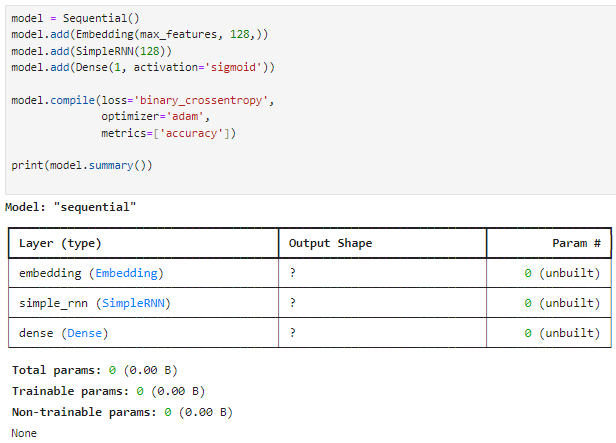 model = Sequential()
model.add(Embedding(max_features, 128,))
model.add(SimpleRNN(128))
model.add(Dense(1, activation='sigmoid'))
model.compile(loss='binary_crossentropy',
optimizer='adam',
metrics=['accuracy'])
print(model.summary())
Model: "sequential"
Layer (type) Output Shape Param #
embedding (Embedding) ? 0 (unbuilt)
simple_rnn (SimpleRNN) ? 0 (unbuilt)
dense (Dense) ? 0 (unbuilt)
Total params: 0 (0.00 B)
Trainable params: 0 (0.00 B)
Non-trainable params: 0 (0.00 B)
None